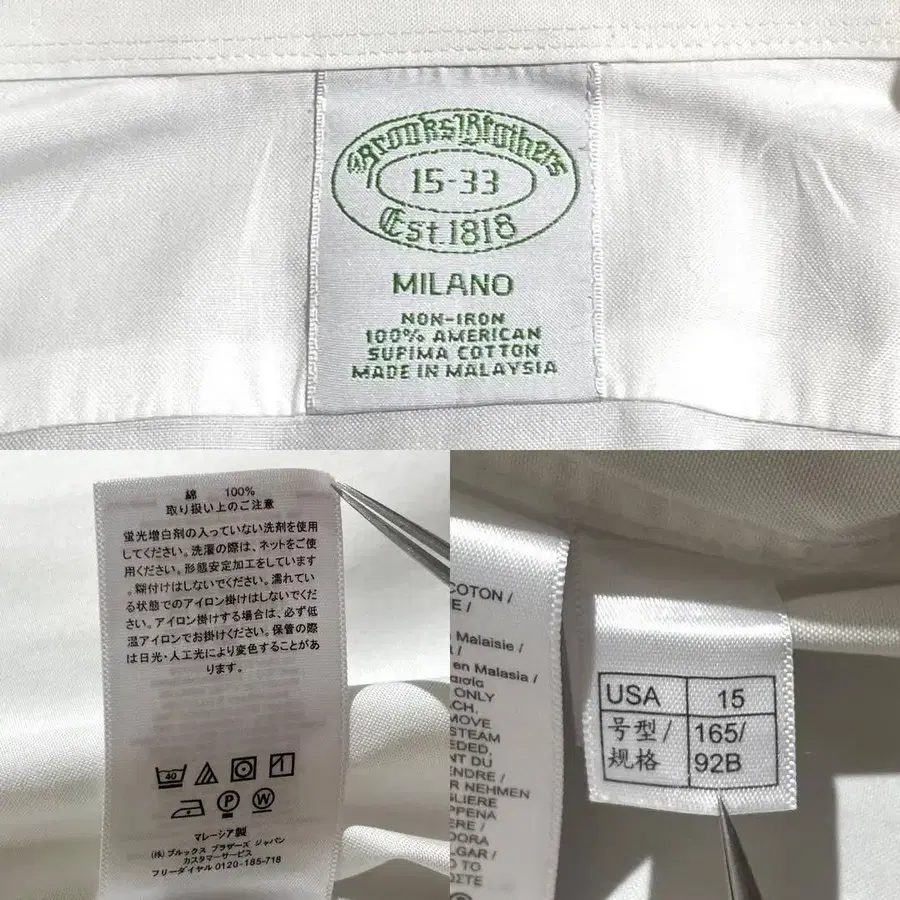 Brooks Brothers
15-33
Est. 1818
MILANO
NON-IRON
100% AMERICAN
SUPIMA COTTON
MADE IN MALAYSIA
綿 100%
取り扱い上のご注意
蛍光増白剤の入っていない洗剤を使用
してください。洗濯の際は、ネットをご使
用ください。形態安定加工をしています
。糊付けはしないでください。濡れてい
る状態でのアイロン掛けはしないでくだ
さい。アイロン掛けする場合は、必ず低
温アイロンでお掛けください。保管の際
は日光・人工光により変色することがあ
ります。
40
P
W
マレーシア製
(株)ブルックス ブラザーズ ジャパン
カスタマーサービス
フリーダイヤル 0120-185-718
COTON /
E /
Malaisie /
/
en Malasia /
αισία
ONLY
ACH.
MOVE
STEAM
EDED.
NT DU
ENDRE /
R NEHMEN
GLIERE
PPENA
ERE /
DORA
LGAR /
O TO
ΩΣΤΕ
USA 15
号型/ 165/
规格 92B